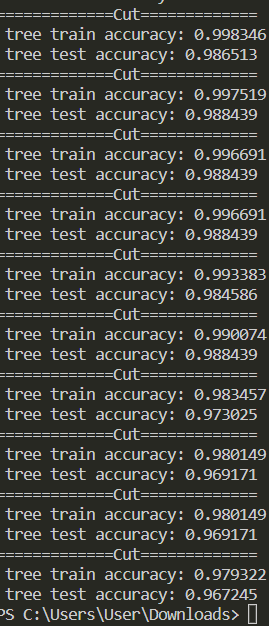 =============Cut=============
tree train accuracy: 0.998346
tree test accuracy: 0.986513
=============Cut=============
tree train accuracy: 0.997519
tree test accuracy: 0.988439
=============Cut=============
tree train accuracy: 0.996691
tree test accuracy: 0.988439
=============Cut=============
tree train accuracy: 0.996691
tree test accuracy: 0.988439
=============Cut=============
tree train accuracy: 0.993383
tree test accuracy: 0.984586
=============Cut=============
tree train accuracy: 0.990074
tree test accuracy: 0.988439
=============Cut=============
tree train accuracy: 0.983457
tree test accuracy: 0.973025
=============Cut=============
tree train accuracy: 0.980149
tree test accuracy: 0.969171
=============Cut=============
tree train accuracy: 0.980149
tree test accuracy: 0.969171
=============Cut=============
tree train accuracy: 0.979322
tree test accuracy: 0.967245
PS C:\Users\User\Downloads>